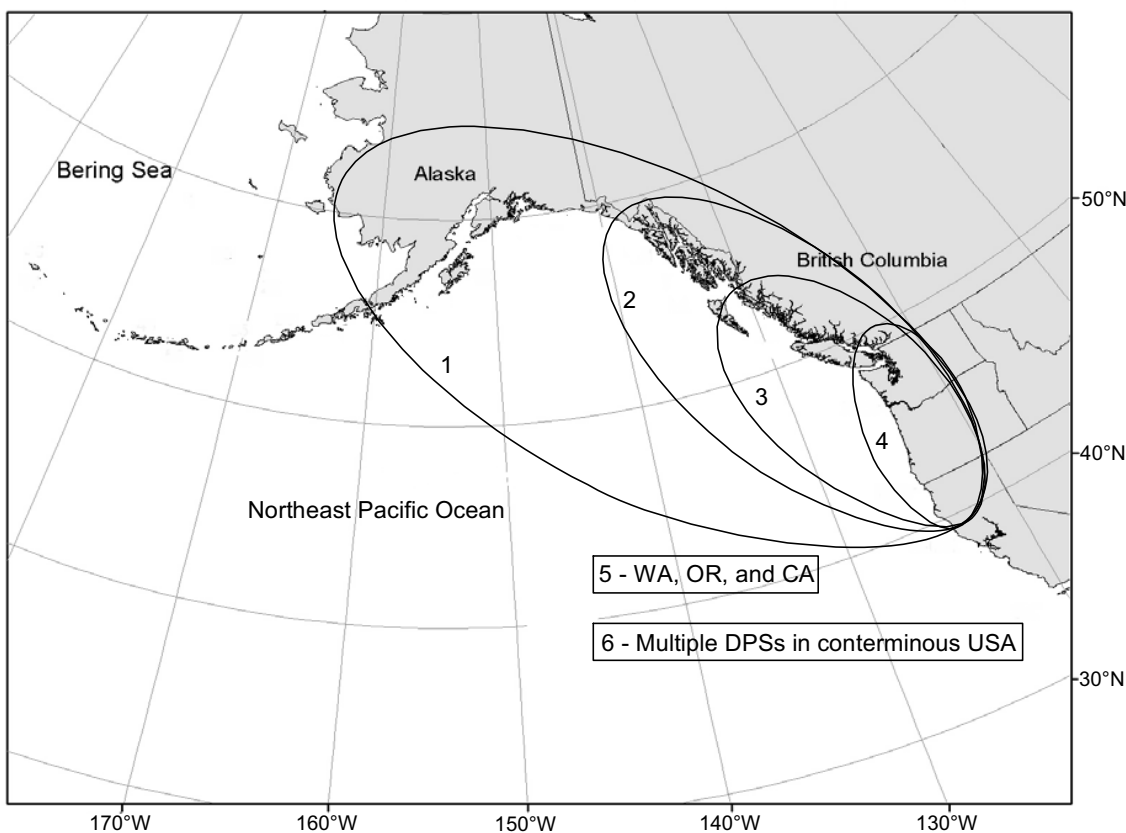 Bering Sea
Alaska
50°N
British Columbia
2
1
3
4
40°N
Northeast Pacific Ocean
5 - WA, OR, and CA
6 - Multiple DPSs in conterminous USA
30°N
170°W
160°W
150°W
140°W
130°W